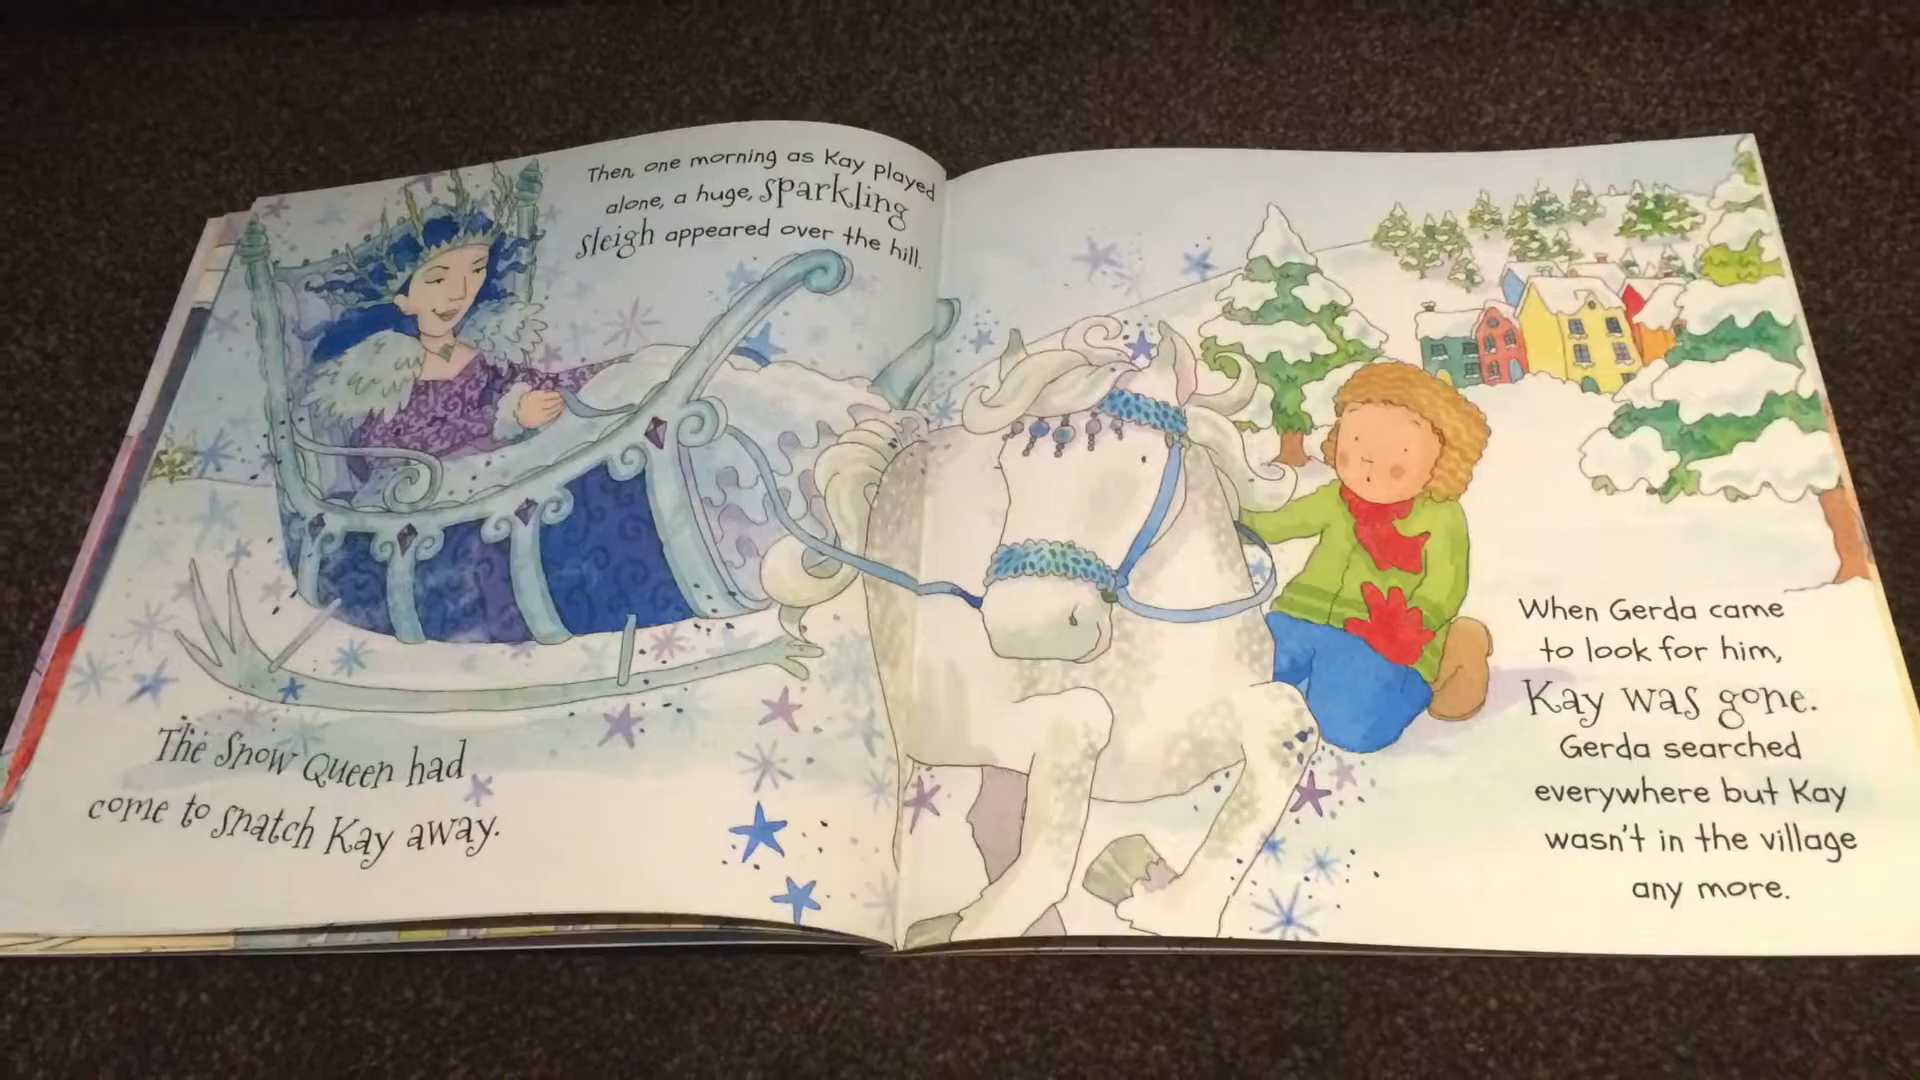 Then, one morning as Kay played
alone, a huge, sparkling
sleigh appeared over the hill.
The Snow Queen had
come to snatch Kay away.
When Gerda came
to look for him,
Kay was gone.
Gerda searched
everywhere but Kay
wasn't in the village
any more.